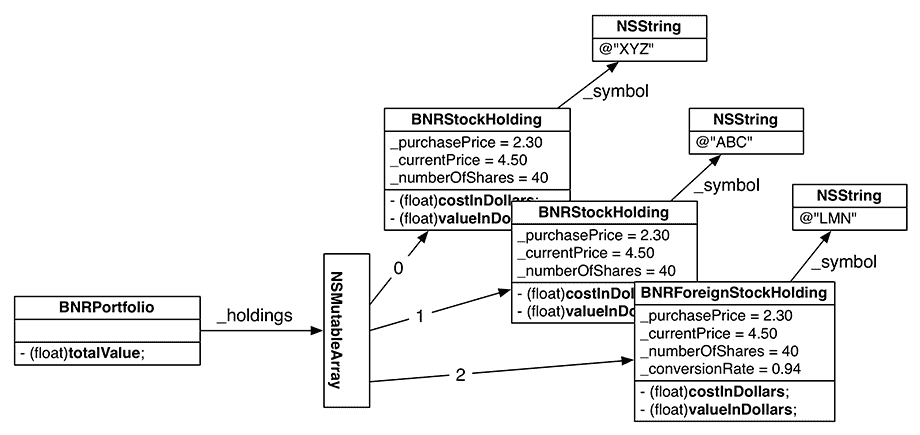 NSString
@"XYZ"
_symbol
BNRStockHolding
_purchasePrice = 2.30
_currentPrice = 4.50
_numberOfShares = 40
- (float)costInDollars;
- (float)valueInDo
NSString
@"ABC"
_symbol
BNRStockHolding
_purchasePrice = 2.30
_currentPrice = 4.50
_numberOfShares = 40
- (float)costInDol
- (float)valueInDo
NSString
@"LMN"
_symbol
BNRForeignStockHolding
_purchasePrice = 2.30
_currentPrice = 4.50
_numberOfShares = 40
_conversionRate = 0.94
- (float)costInDollars;
- (float)valueInDollars;
BNRPortfolio
- (float)totalValue;
_holdings
NSMutableArray
0
1
2